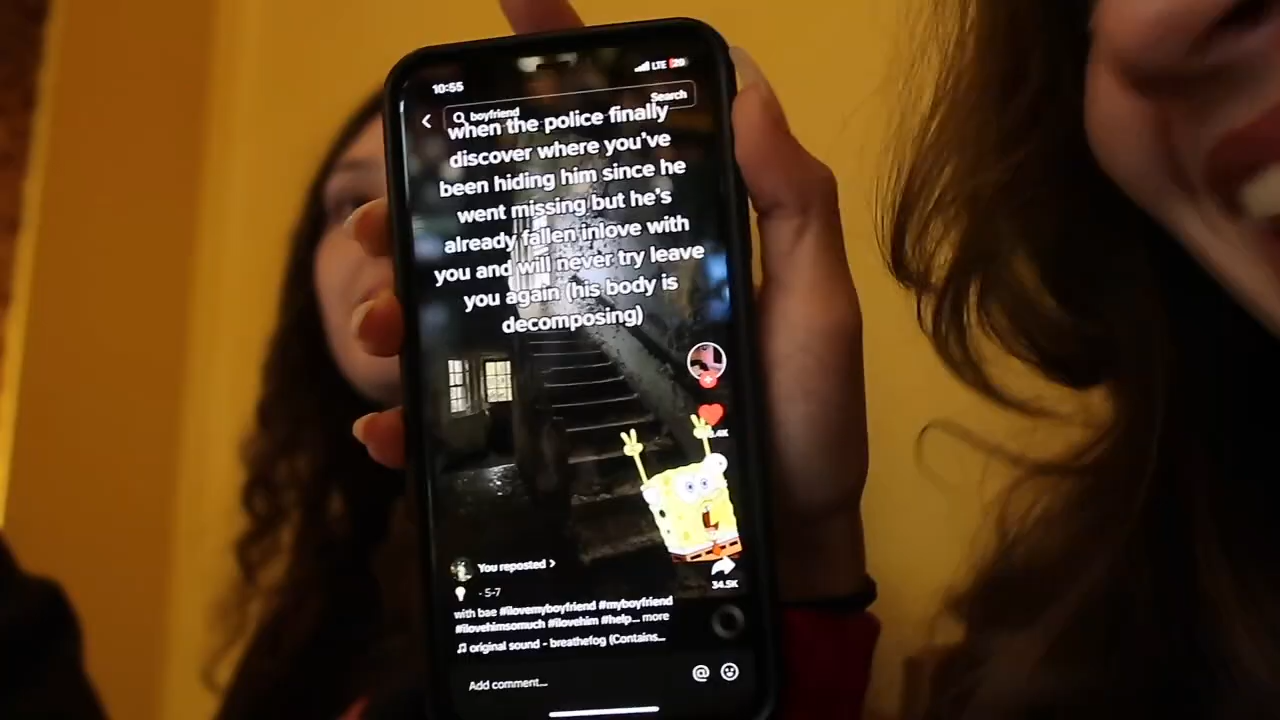 10:55
LTE 20
boyfriend
Search
when the police finally
discover where you've
been hiding him since he
went missing but he's
already fallen inlove with
you and will never try leave
you again (his body is
decomposing)
34.5K
You reposted >
· 5-7
with bae #ilovemyboyfriend #myboyfriend
#ilovehimsomuch #ilovehim #help... more
original sound - breathefog (Contains...
Add comment...